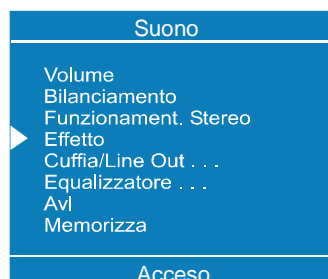 Suono
Volume
Bilanciamento
Funzionament. Stereo
Effetto
Cuffia/Line Out . . .
Equalizzatore . . .
Avl
Memorizza
Acceso